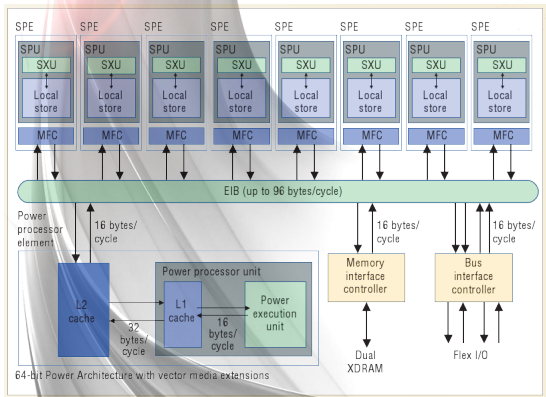 SPE SPE SPE SPE SPE SPE SPE SPE
SPU SPU SPU SPU SPU SPU SPU SPU
SXU SXU SXU SXU SXU SXU SXU SXU
Local Local Local Local Local Local Local Local
store store store store store store store store
MFC MFC MFC MFC MFC MFC MFC MFC
EIB (up to 96 bytes/cycle)
Power
processor
element
16 bytes/
cycle
16 bytes/
cycle
16 bytes/
cycle
L2
cache
32
bytes/
cycle
Power processor unit
L1
cache
16
bytes/
cycle
Power
execution
unit
Memory
interface
controller
Bus
interface
controller
Dual
XDRAM
Flex I/O
64-bit Power Architecture with vector media extensions